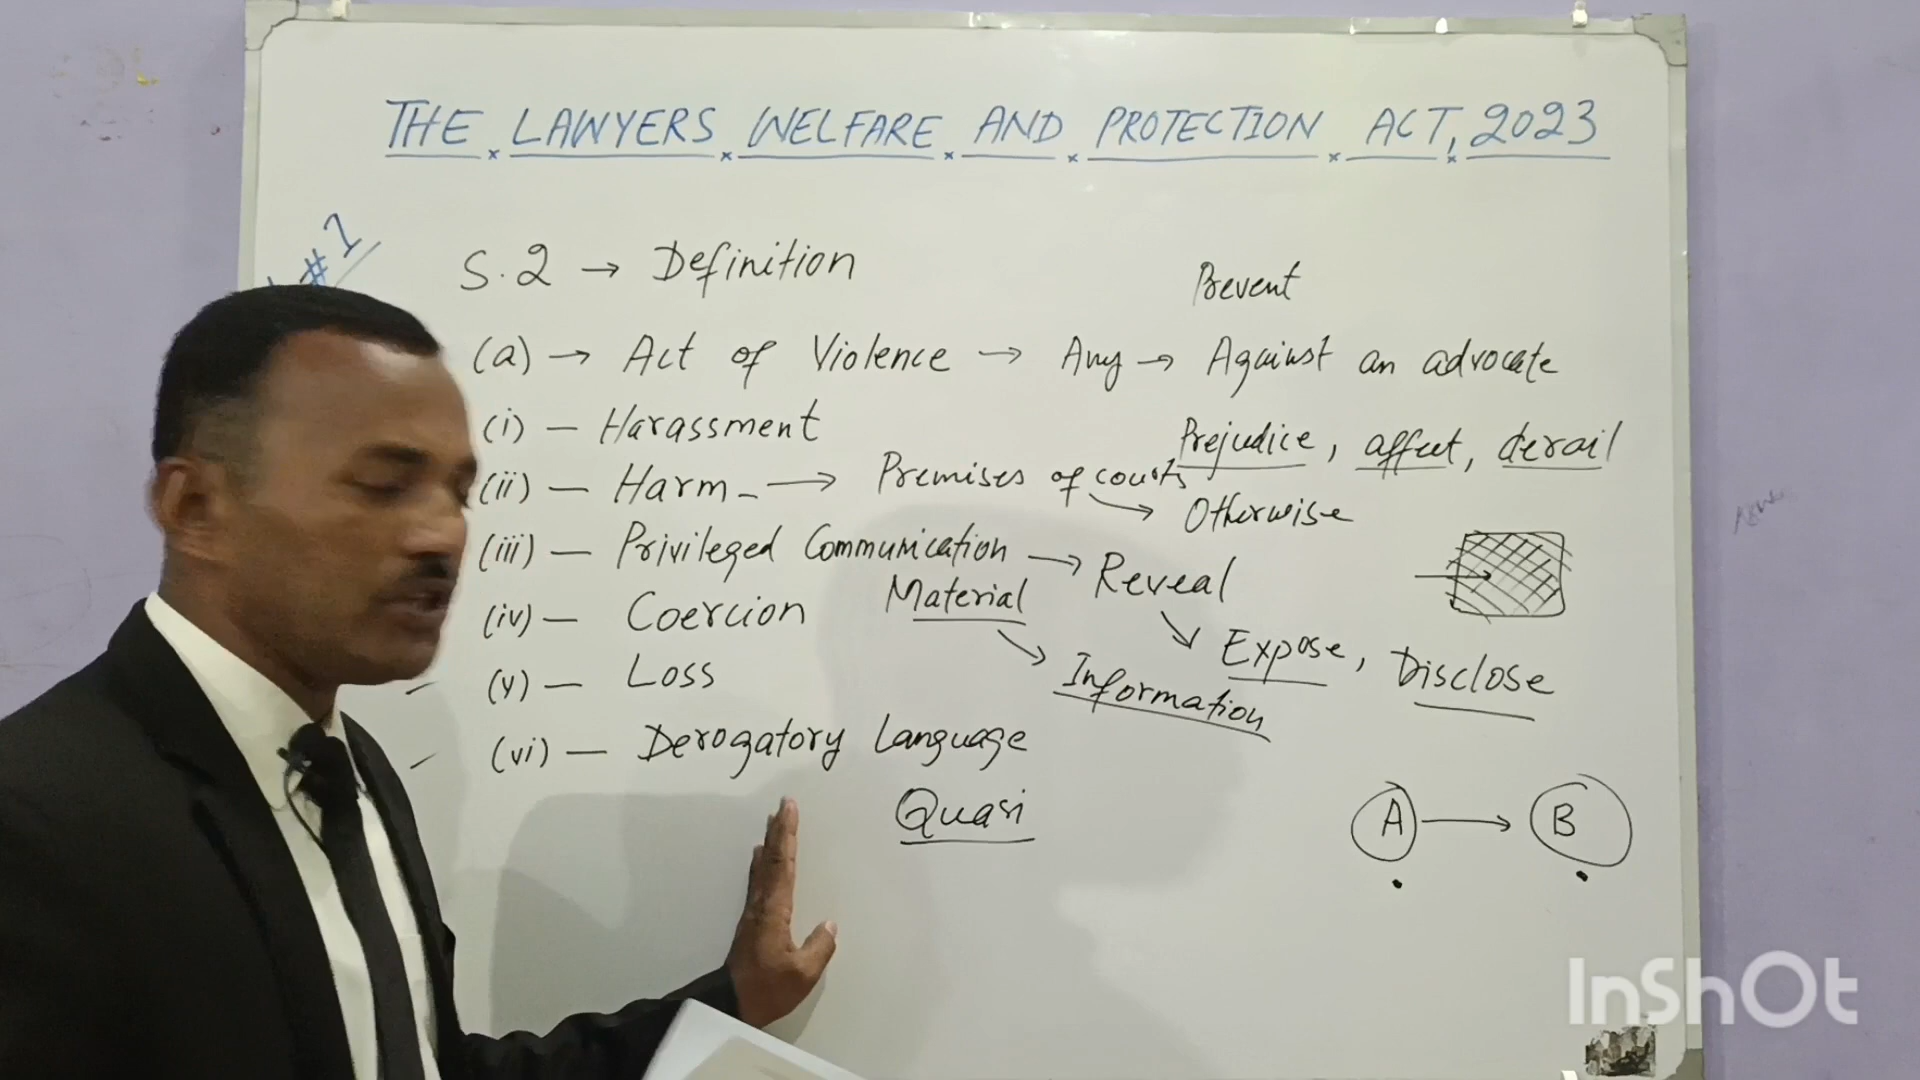 THE LAWYERS WELFARE AND PROTECTION ACT, 2023
#1
S.2 → Definition
Prevent
(a) → Act of Violence → Any → Against an advocate
(i) — Harassment
Prejudice, affect, derail
(ii) — Harm → Premises of courts
→ Otherwise
(iii) — Privileged Communication → Reveal
(iv) — Coercion
Material
→ Expose, Disclose
(v) — Loss
→ Information
(vi) — Derogatory Language
Quasi
A → B
InShOt